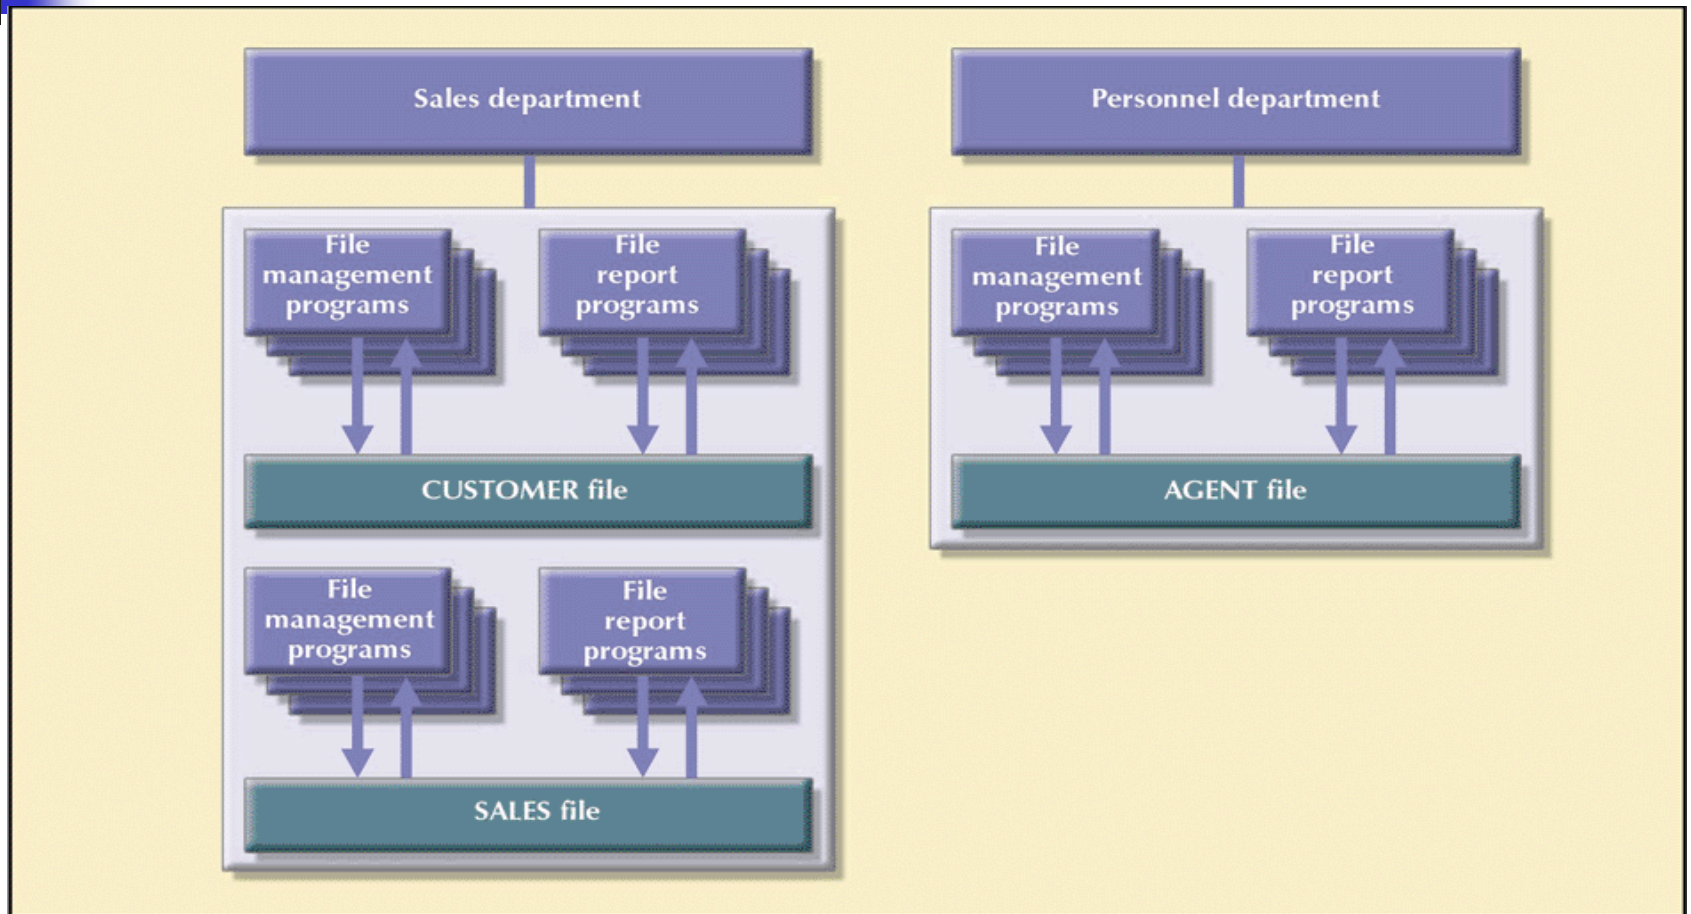 Sales department
Personnel department
File
management
programs
File
report
programs
File
management
programs
File
report
programs
CUSTOMER file
AGENT file
File
management
programs
File
report
programs
SALES file